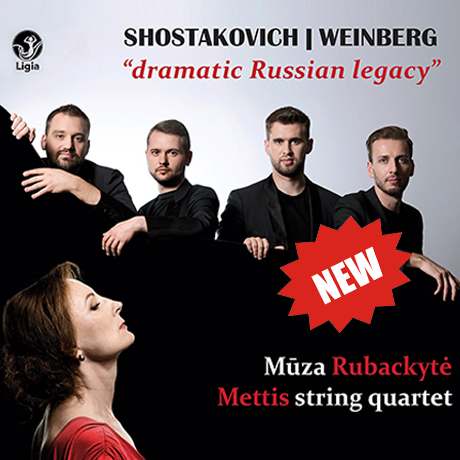 Ligia
SHOSTAKOVICH | WEINBERG
“dramatic Russian legacy”
NEW
Mūza Rubackytė
Mettis string quartet